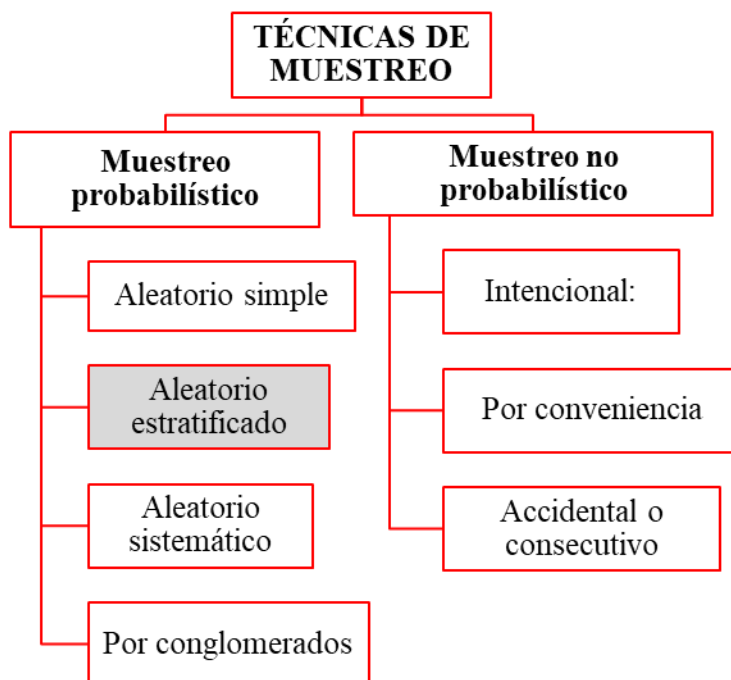 TÉCNICAS DE
MUESTREO
Muestreo
probabilístico
Aleatorio simple
Aleatorio
estratificado
Aleatorio
sistemático
Por conglomerados
Muestreo no
probabilístico
Intencional:
Por conveniencia
Accidental o
consecutivo